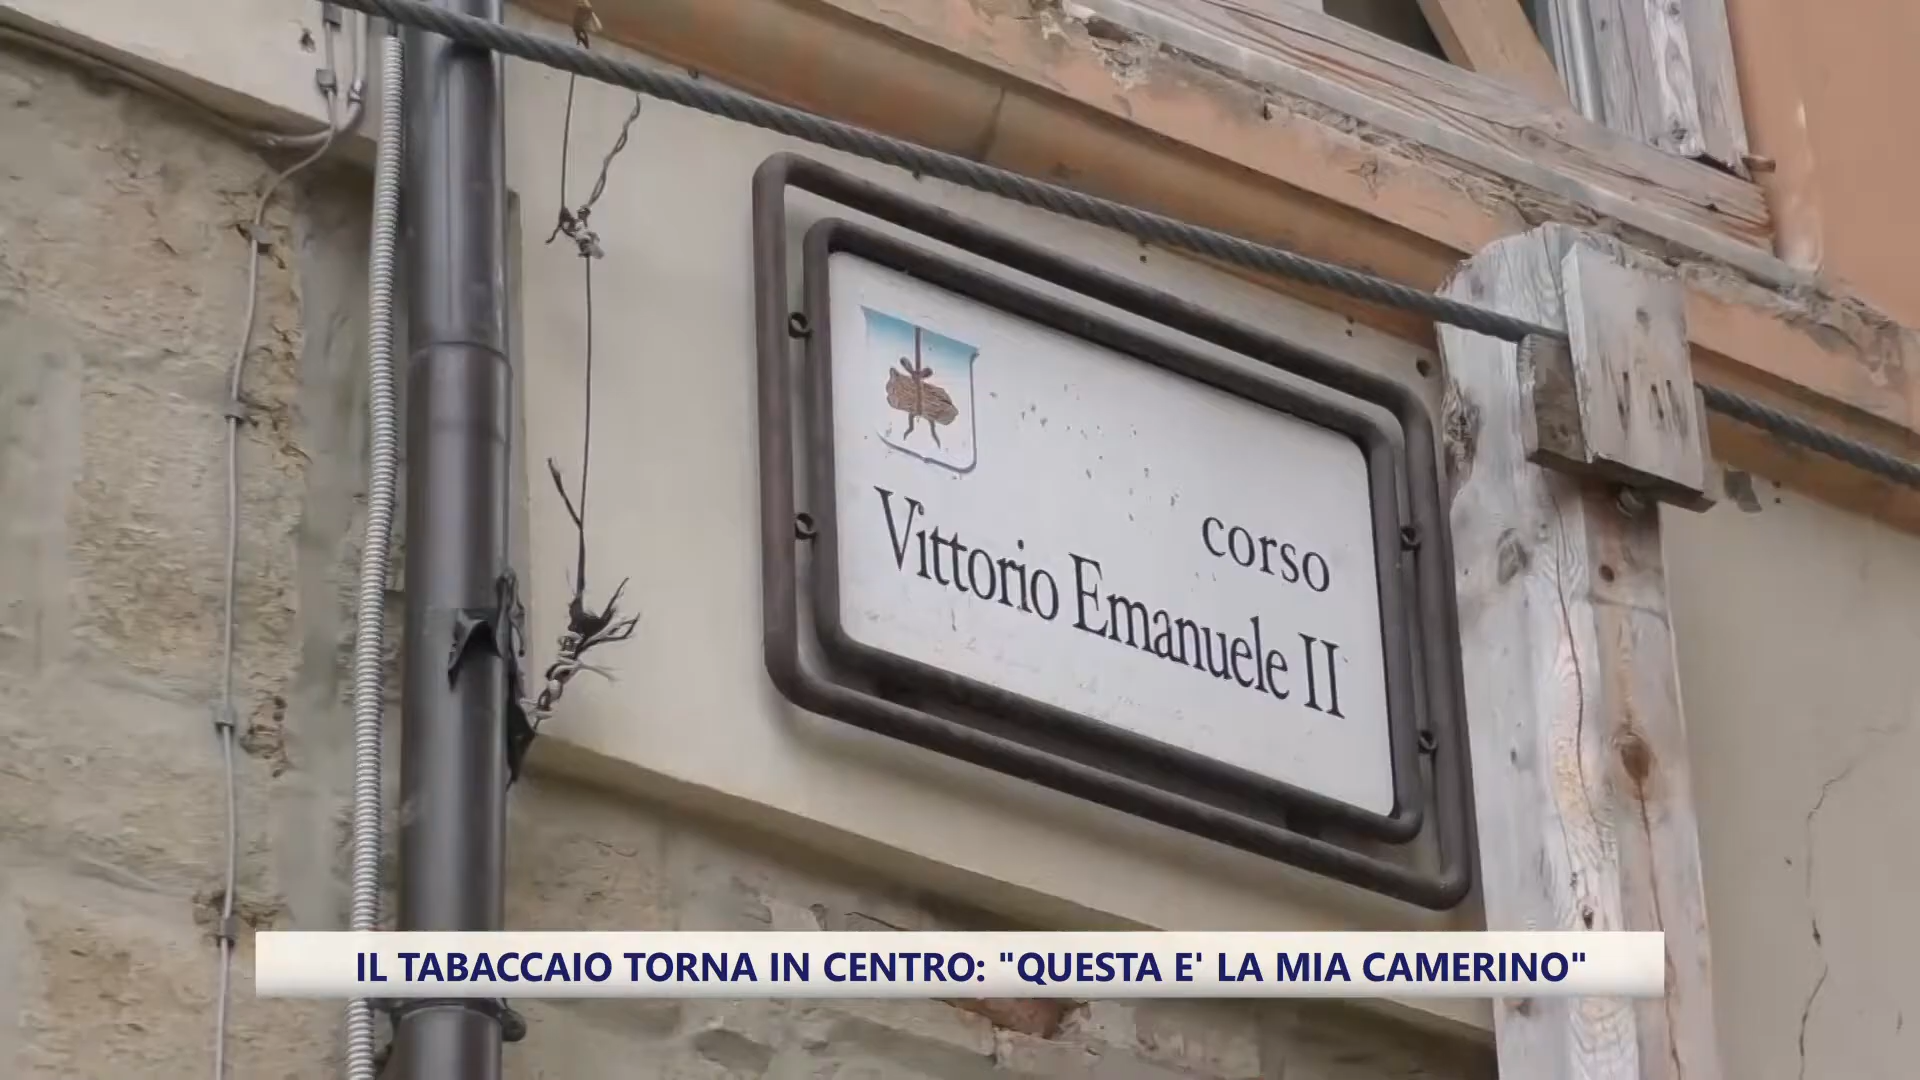 corso
Vittorio Emanuele II
IL TABACCAIO TORNA IN CENTRO: "QUESTA E' LA MIA CAMERINO"